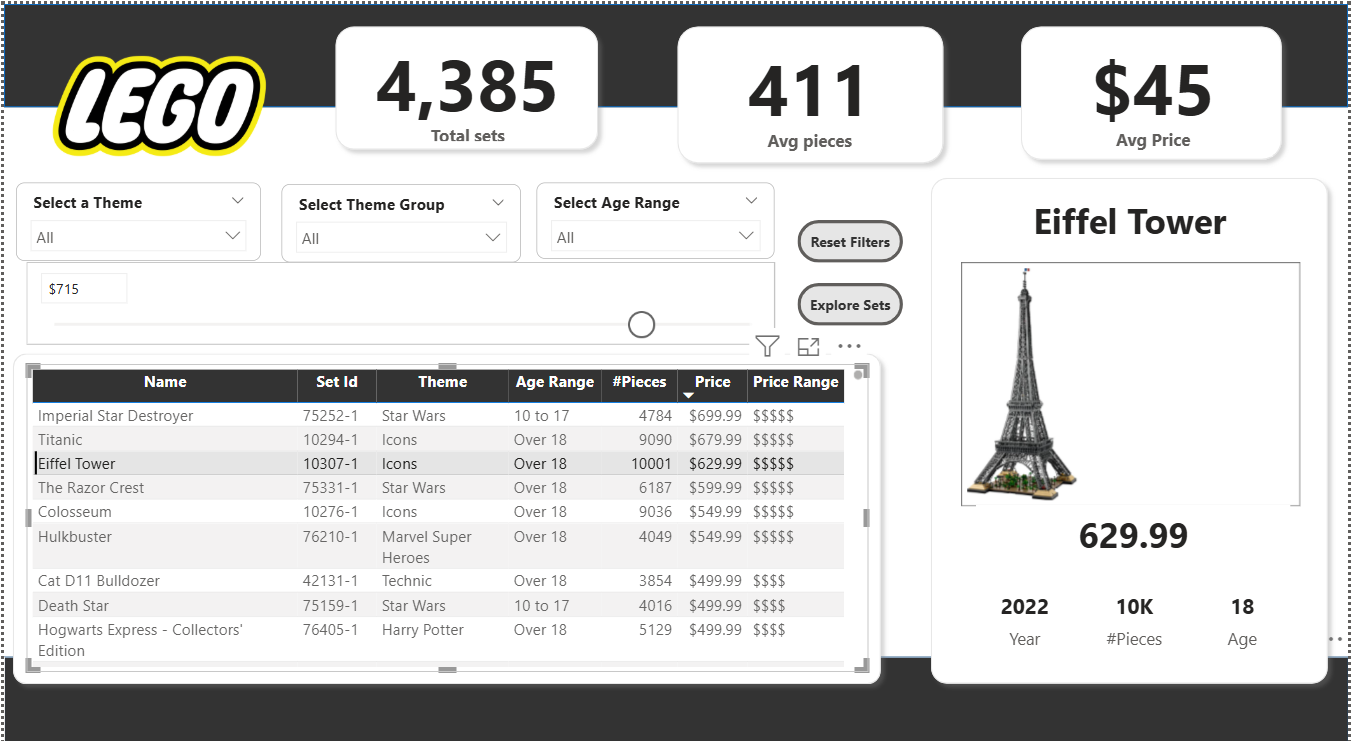 LEGO
4,385
Total sets
411
Avg pieces
$45
Avg Price
Select a Theme
All
Select Theme Group
All
Select Age Range
All
Reset Filters
Explore Sets
$715
Name Set Id Theme Age Range #Pieces Price Price Range
Imperial Star Destroyer 75252-1 Star Wars 10 to 17 4784 $699.99 $$$$$
Titanic 10294-1 Icons Over 18 9090 $679.99 $$$$$
Eiffel Tower 10307-1 Icons Over 18 10001 $629.99 $$$$$
The Razor Crest 75331-1 Star Wars Over 18 6187 $599.99 $$$$$
Colosseum 10276-1 Icons Over 18 9036 $549.99 $$$$$
Hulkbuster 76210-1 Marvel Super Over 18 4049 $549.99 $$$$$
Heroes
Cat D11 Bulldozer 42131-1 Technic Over 18 3854 $499.99 $$$$
Death Star 75159-1 Star Wars 10 to 17 4016 $499.99 $$$$
Hogwarts Express - Collectors' 76405-1 Harry Potter Over 18 5129 $499.99 $$$$
Edition
Eiffel Tower
629.99
2022 10K 18
Year #Pieces Age